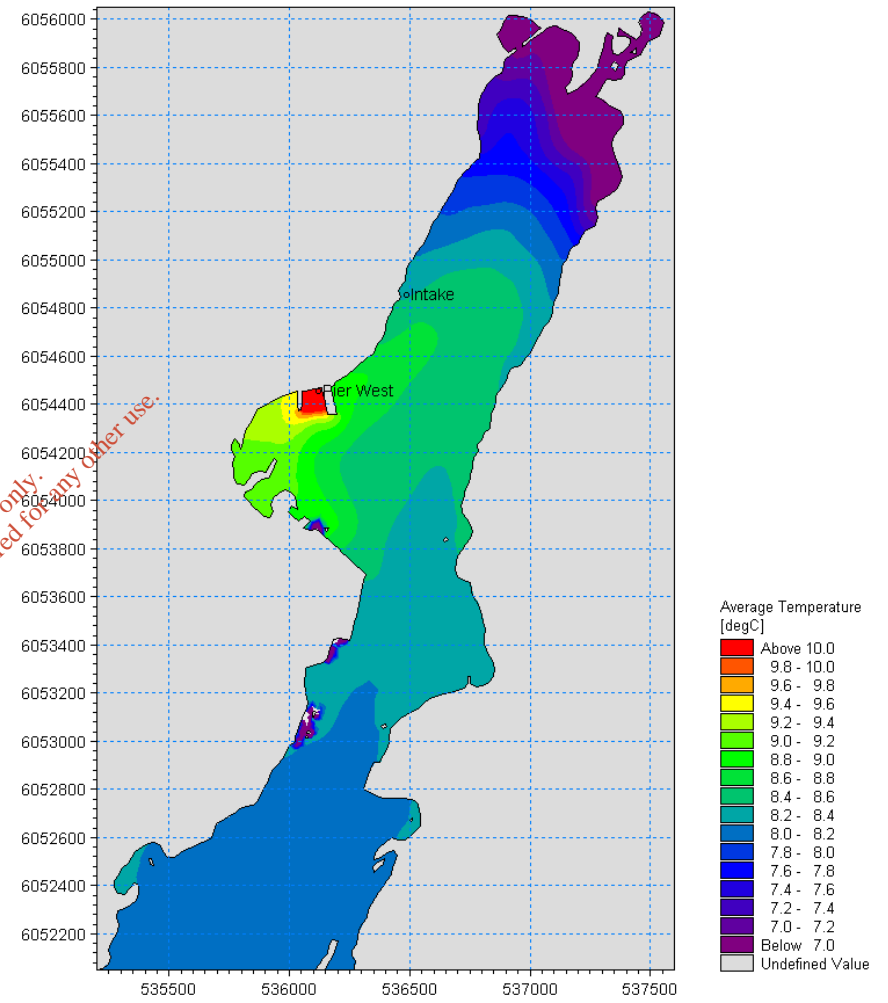 6056000
6055800
6055600
6055400
6055200
6055000
6054800
6054600
6054400
6054200
6054000
6053800
6053600
6053400
6053200
6053000
6052800
6052600
6052400
6052200
535500 536000 536500 537000 537500
Intake
ier West
only.
any other use.
Average Temperature
[degC]
Above 10.0
9.8 - 10.0
9.6 - 9.8
9.4 - 9.6
9.2 - 9.4
9.0 - 9.2
8.8 - 9.0
8.6 - 8.8
8.4 - 8.6
8.2 - 8.4
8.0 - 8.2
7.8 - 8.0
7.6 - 7.8
7.4 - 7.6
7.2 - 7.4
7.0 - 7.2
Below 7.0
Undefined Value